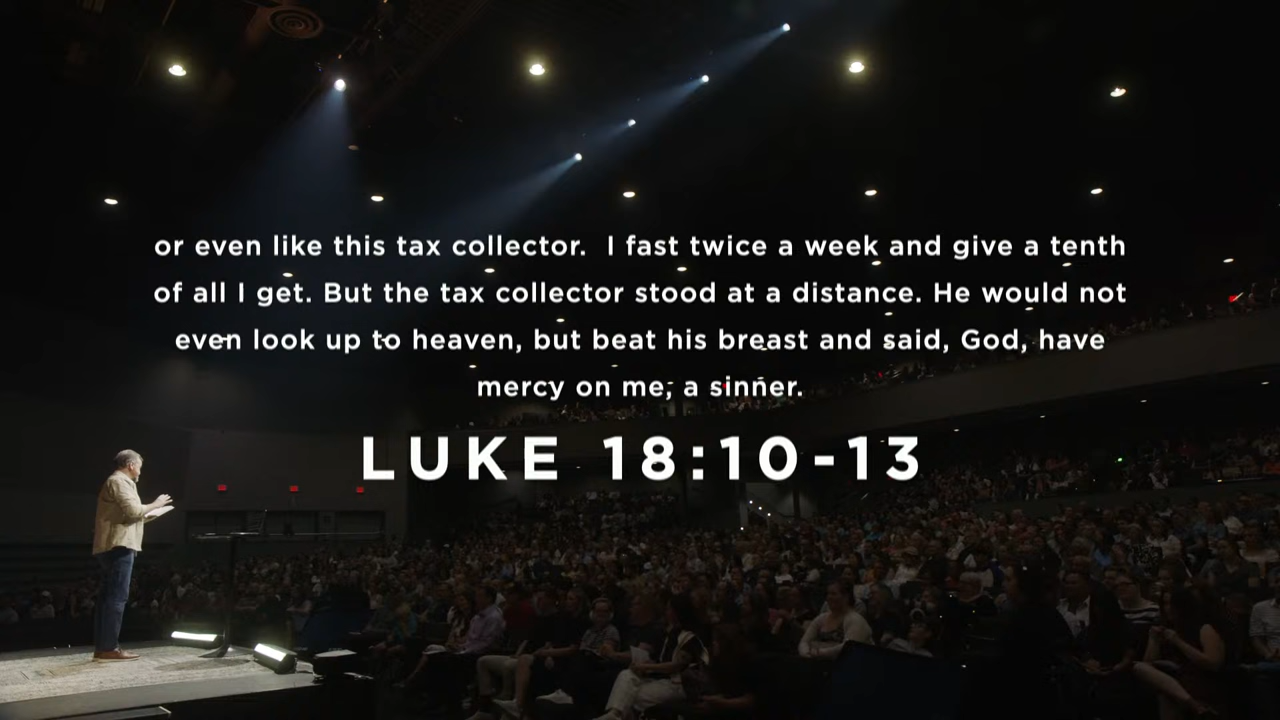 or even like this tax collector.  I fast twice a week and give a tenth
of all I get. But the tax collector stood at a distance. He would not
even look up to heaven, but beat his breast and said, God, have
mercy on me, a sinner.
LUKE 18:10-13